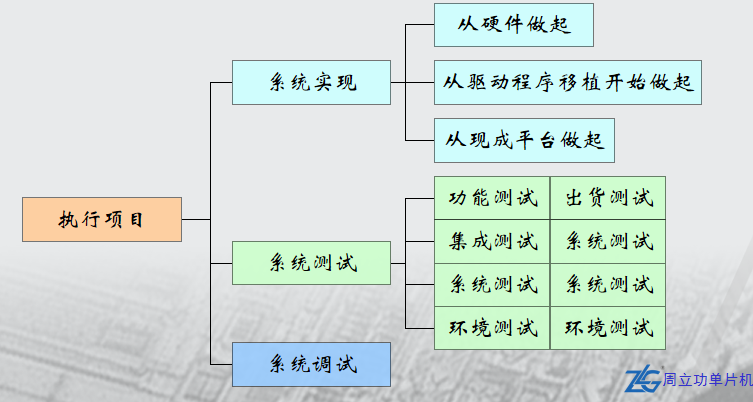 从硬件做起
系统实现
从驱动程序移植开始做起
从现成平台做起
执行项目
功能测试 出货测试
集成测试 系统测试
系统测试
系统测试 系统测试
环境测试 环境测试
系统调试
ZLG 周立功单片机